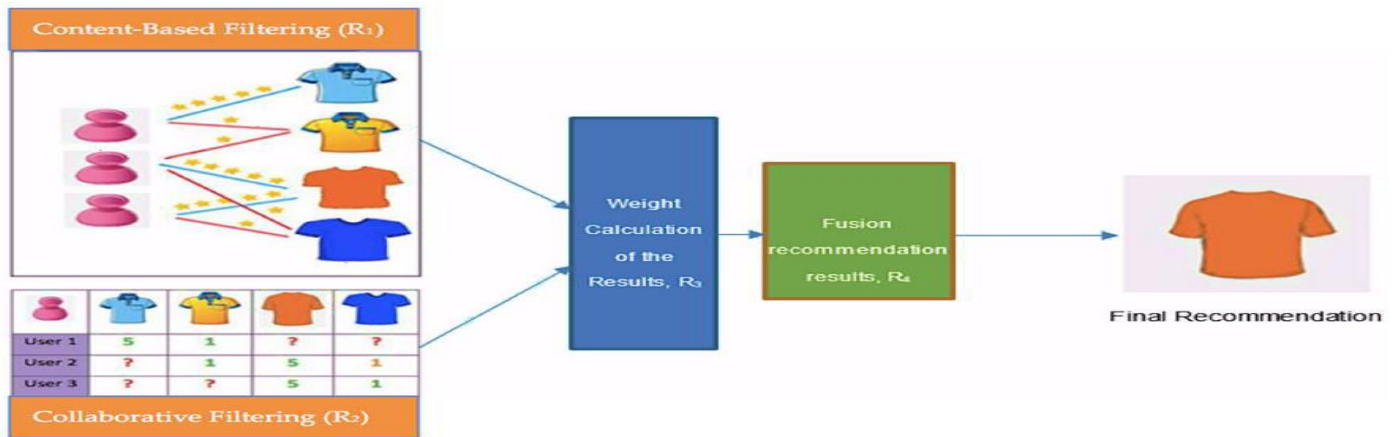 Content-Based Filtering (R₁)
User 1 5 1 ? ?
User 2 ? 1 5 1
User 3 ? ? 5 1
Collaborative Filtering (R₂)
Weight
Calculation
of the
Results, R₃
Fusion
recommendation
results, R₄
Final Recommendation